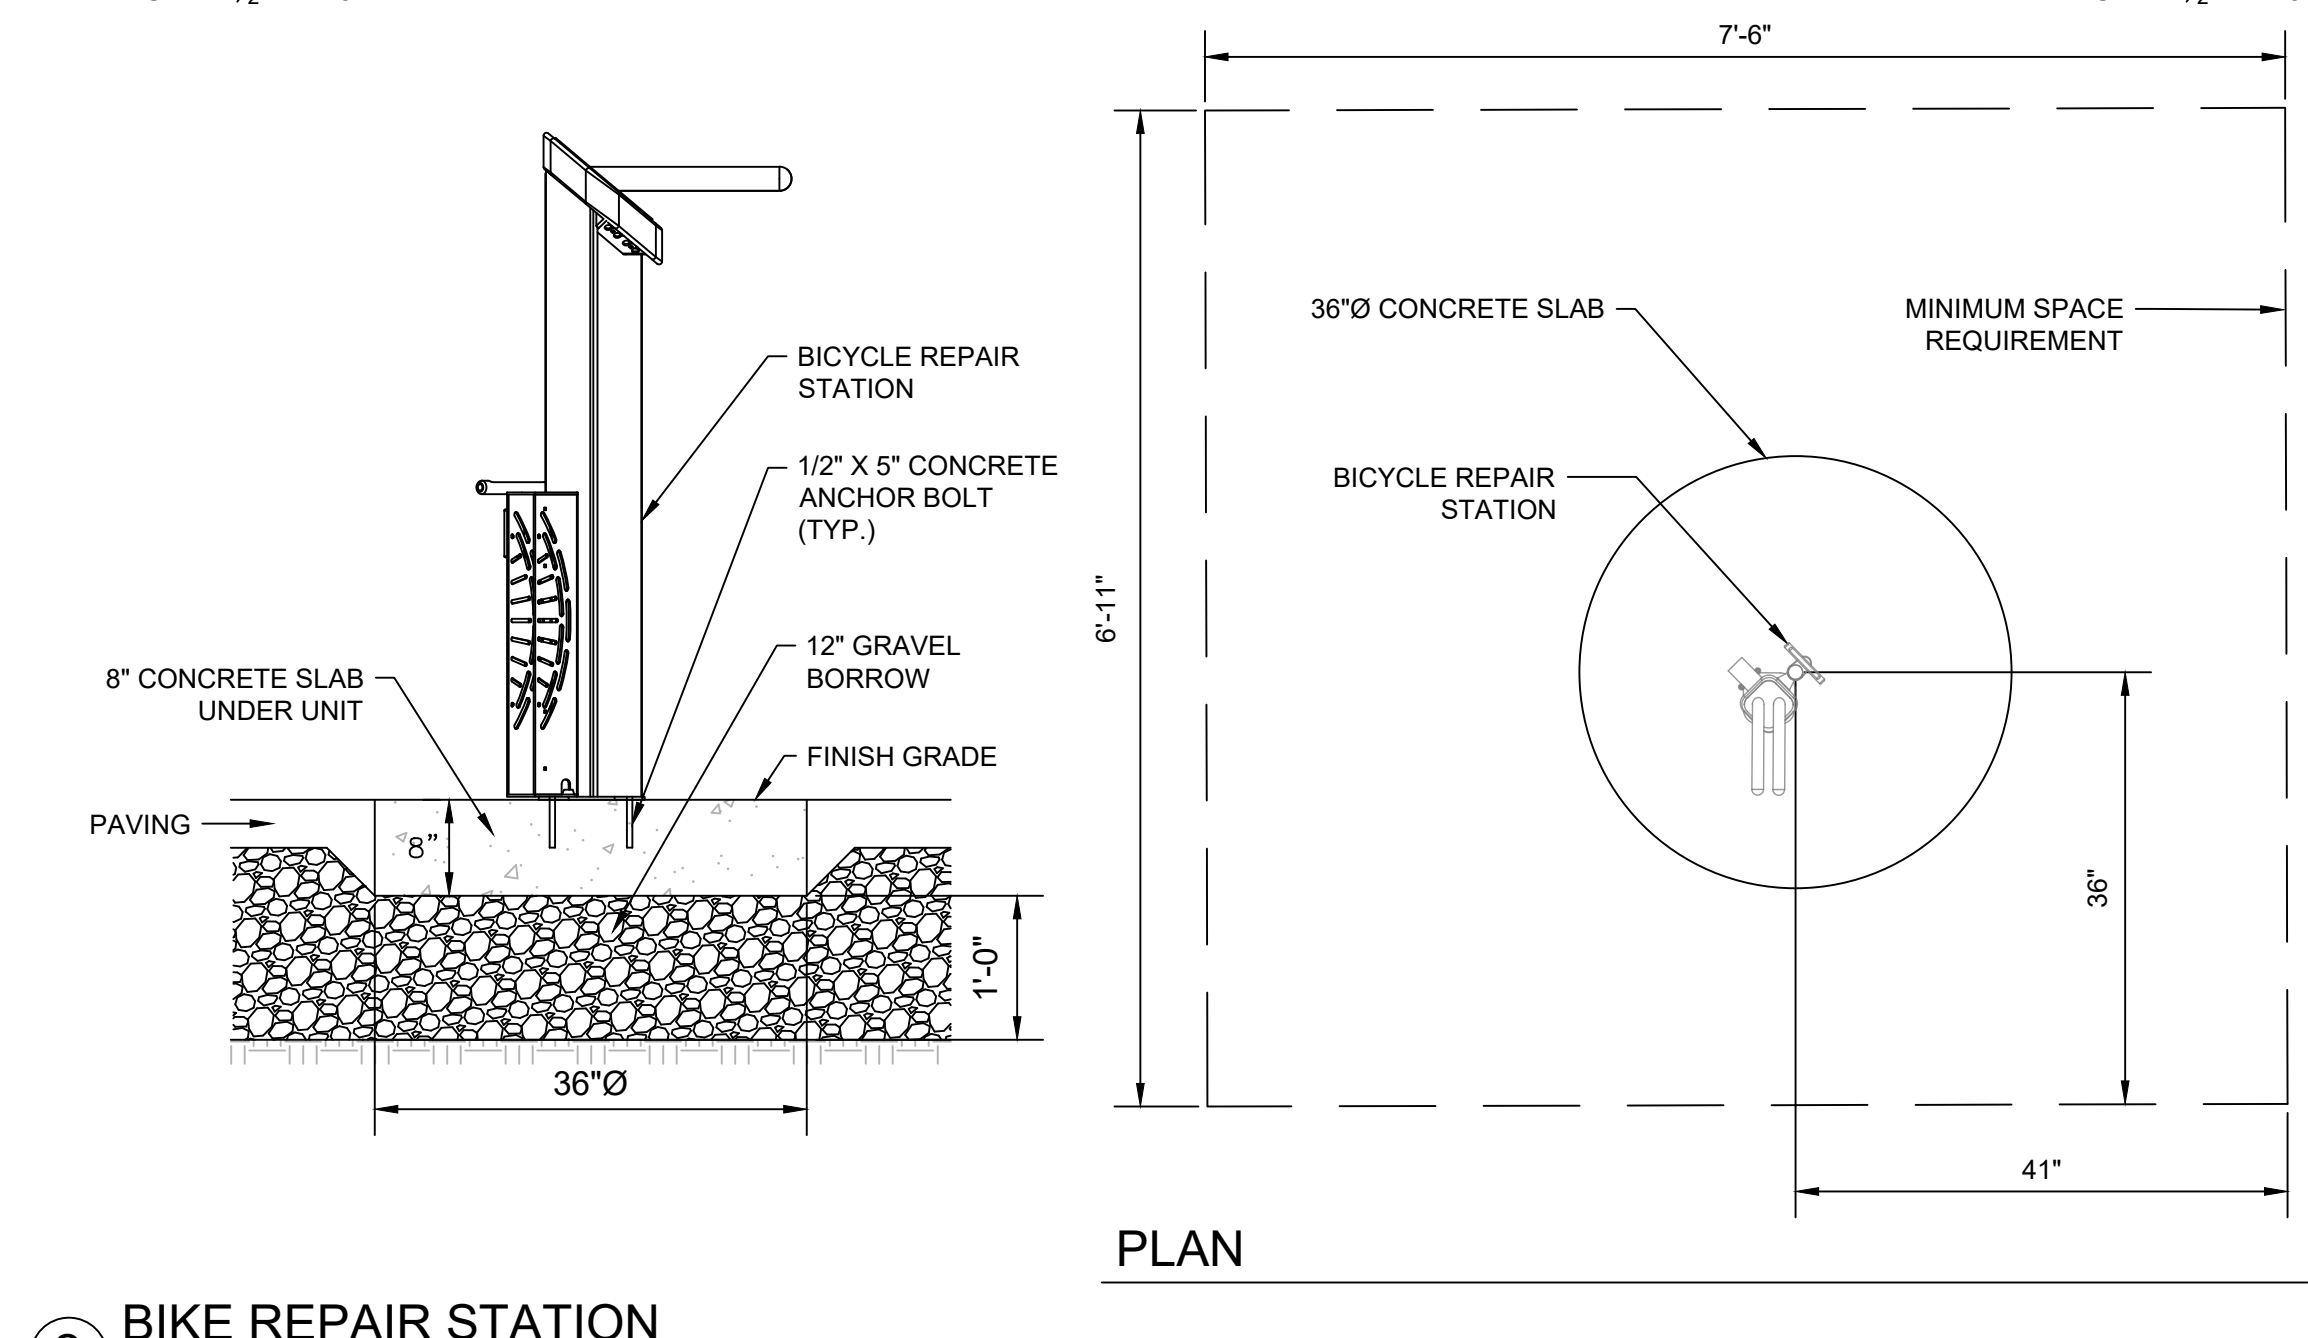 7'-6"
BICYCLE REPAIR
STATION
1/2" X 5" CONCRETE
ANCHOR BOLT
(TYP.)
12" GRAVEL
BORROW
8" CONCRETE SLAB
UNDER UNIT
FINISH GRADE
PAVING
8”
1'-0"
36"Ø
36"Ø CONCRETE SLAB
MINIMUM SPACE
REQUIREMENT
BICYCLE REPAIR
STATION
6'-11"
36"
41"
PLAN
BIKE REPAIR STATION